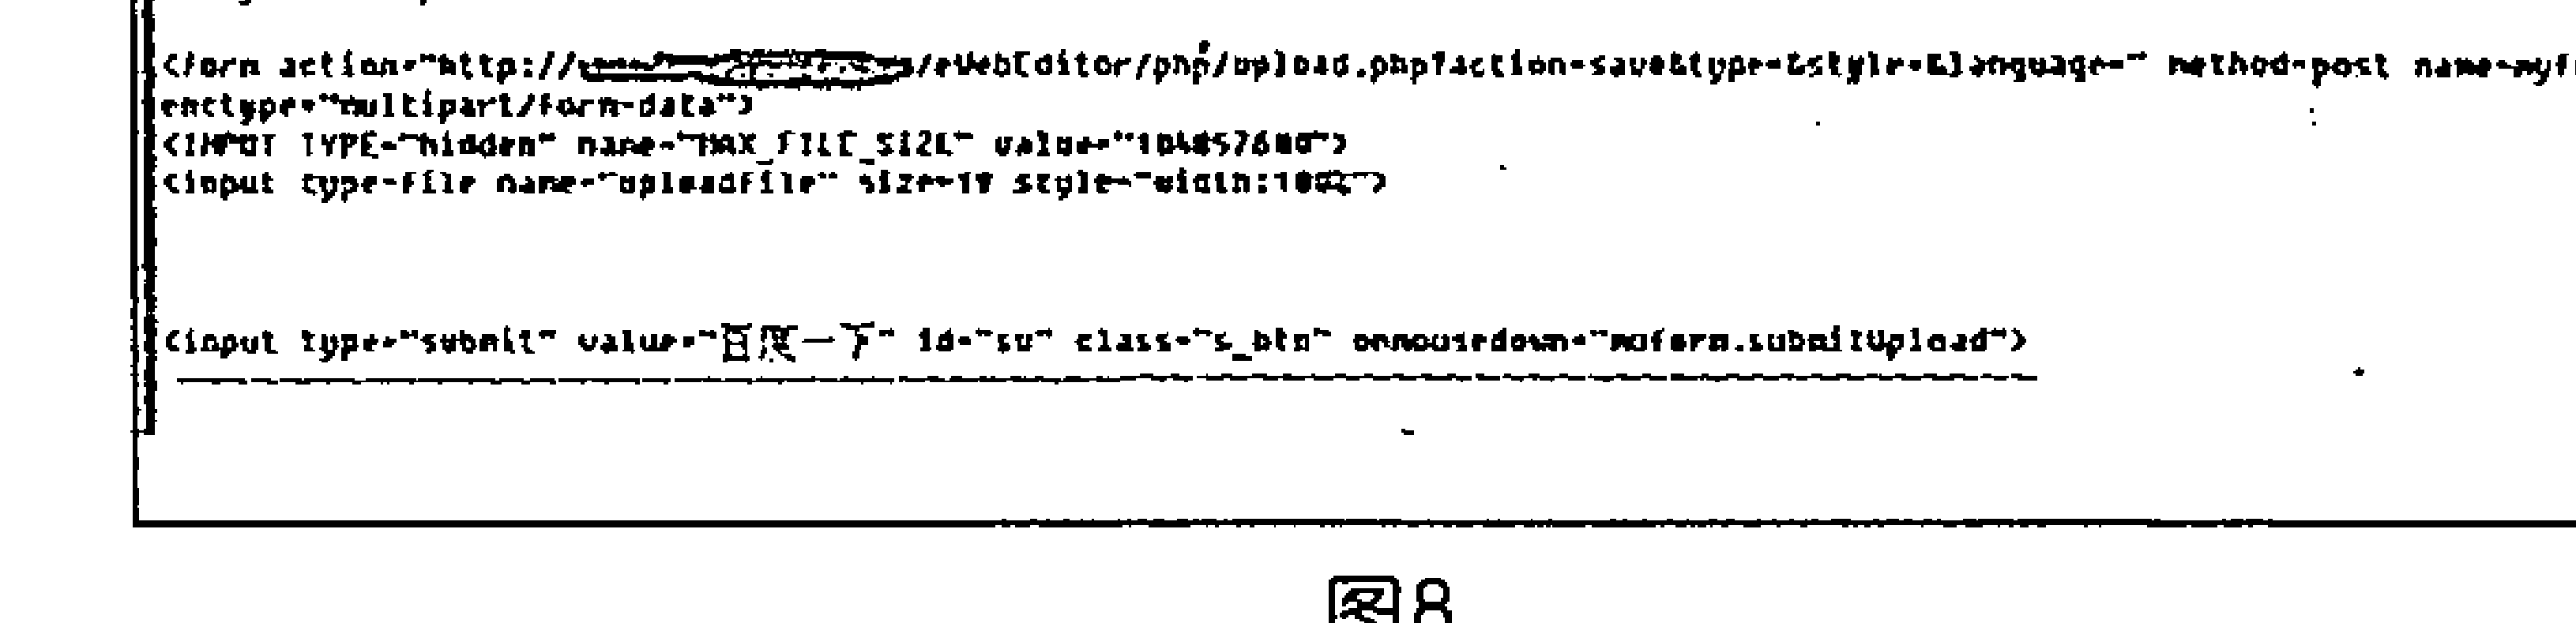 <form action="http:///eWebEditor/php/upload.php?action=save&type=&style=&language=" method=post name=myf
enctype="multipart/form-data">
<INPUT TYPE="hidden" name="MAX_FILE_SIZE" value="104857600">
<input type=file name="uploadfile" size=19 style="width:100%">
<input type="submit" value="百度一下" id="su" class="s_btn" onmousedown="myform.submitUpload">
图8